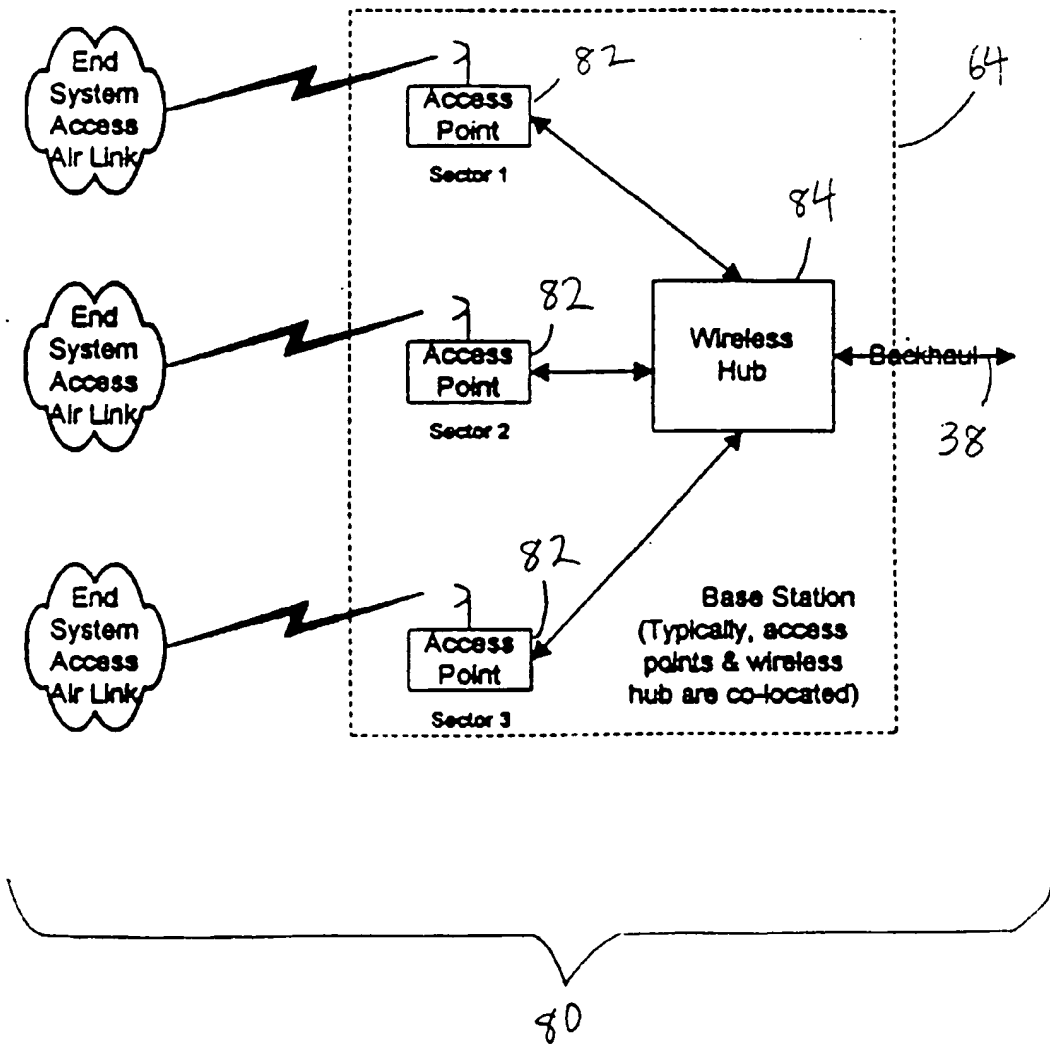 End
System
Access
Air Link
Access
Point
Sector 1
82
64
84
End
System
Access
Air Link
Access
Point
Sector 2
82
Wireless
Hub
Backhaul
38
End
System
Access
Air Link
Access
Point
Sector 3
82
Base Station
(Typically, access
points & wireless
hub are co-located)
80